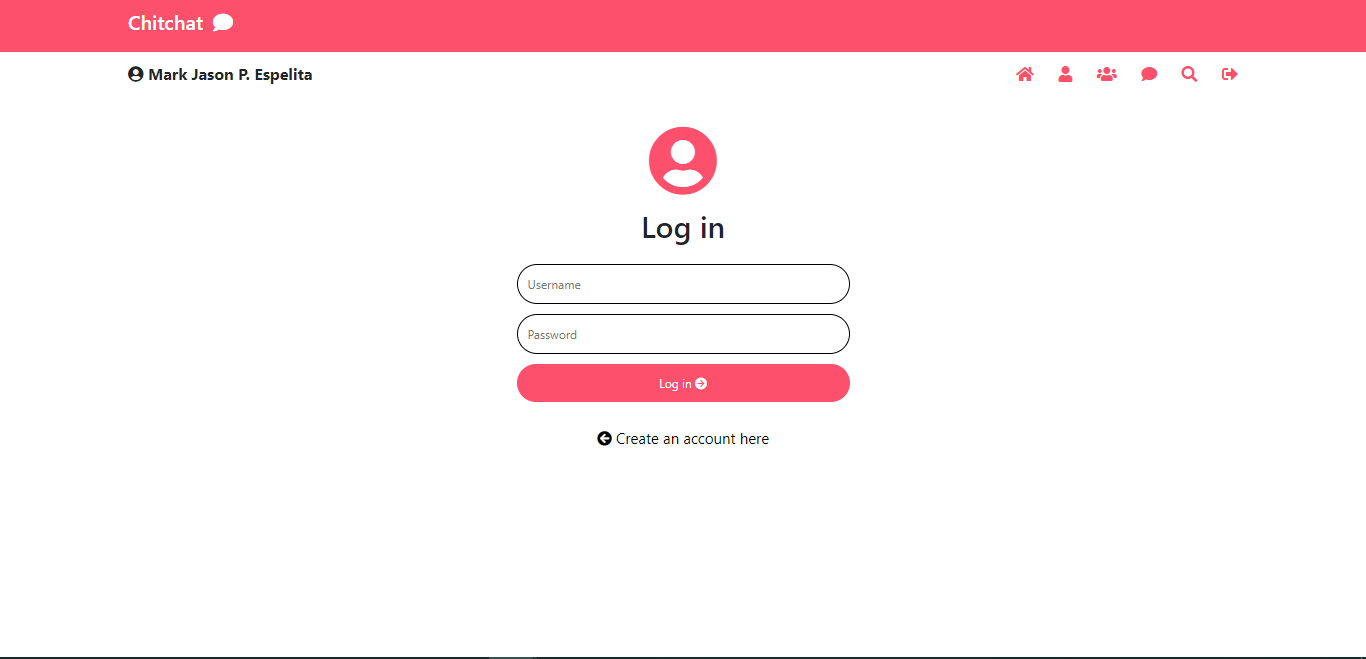 Chitchat
Mark Jason P. Espelita
Log in
Username
Password
Log in
Create an account here